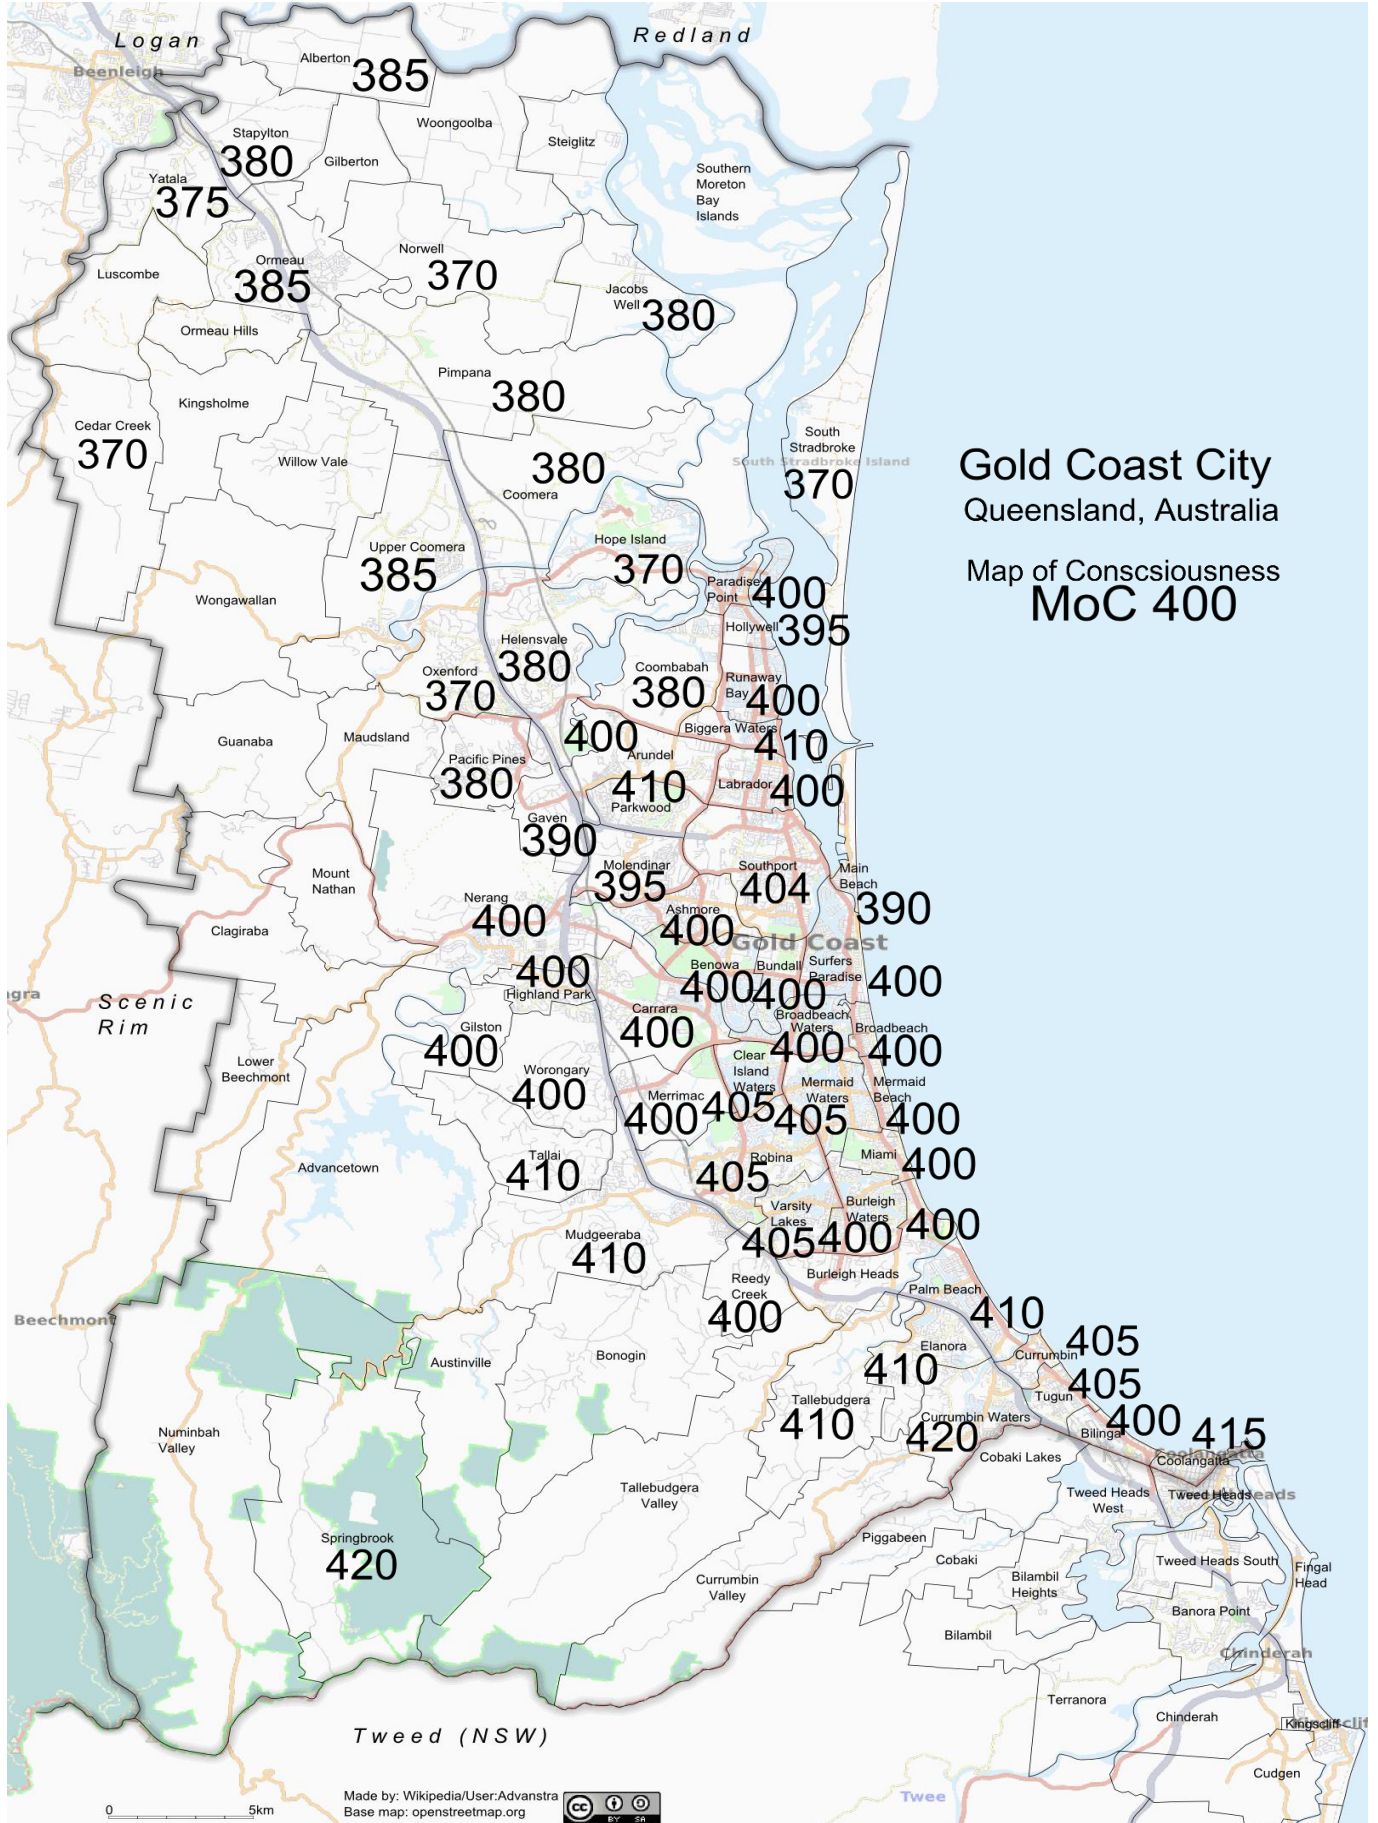 Logan
Redland
Beenleigh
Alberton
385
Woongoolba
Stapylton
380
Gilberton
Steiglitz
Southern
Moreton
Bay
Islands
Yatala
375
Luscombe
Ormeau
385
Norwell
370
Jacobs
Well 380
Ormeau Hills
Pimpana
380
Kingsholme
Cedar Creek
370
Willow Vale
380
Coomera
South
Stradbroke
South Stradbroke Island
370
Gold Coast City
Queensland, Australia
Map of Conscsiousness
MoC 400
Upper Coomera
385
Hope Island
370
Paradise
Point
400
Hollywell 395
Wongawallan
Helensvale
380
Oxenford
370
Coombabah
380
Runaway
Bay 400
Guanaba
Maudsland
Pacific Pines
380
400
Arundel
410
Parkwood
Biggera Waters
410
Labrador 400
Gaven
390
Mount
Nathan
Molendinar
395
Southport
404
Main
Beach
390
Nerang
400
Ashmore
400
Gold Coast
Clagiraba
400
Highland Park
Benowa
400
Bundall
400
Surfers
Paradise
400
Scenic
Rim
agra
Gilston
400
Carrara
400
Broadbeach
Waters
400
Broadbeach
400
Lower
Beechmont
Worongary
400
Merrimac
400
Clear
Island
Waters
405
Mermaid
Waters
405
Mermaid
Beach
400
Advancetown
Tallai
410
Robina
405
Miami 400
Mudgeeraba
410
Varsity
Lakes
405
Burleigh
Waters
400
400
Burleigh Heads
Reedy
Creek
400
Palm Beach
410
Beechmont
Austinville
Bonogin
Elanora
410
Currumbin
405
Tugun
405
Tallebudgera
410
Currumbin Waters
420
Bilinga
400
415
Coolangatta
Coolangatta
Numinbah
Valley
Cobaki Lakes
Tallebudgera
Valley
Tweed Heads
West
Tweed Heads
Springbrook
420
Piggabeen
Cobaki
Tweed Heads South
Fingal
Head
Currumbin
Valley
Bilambil
Heights
Banora Point
Bilambil
Chinderah
Terranora
Chinderah
Kingscliff
Tweed (NSW)
Cudgen
Twee
0 5km
Made by: Wikipedia/User:Advanstra
Base map: openstreetmap.org
cc
BY SA